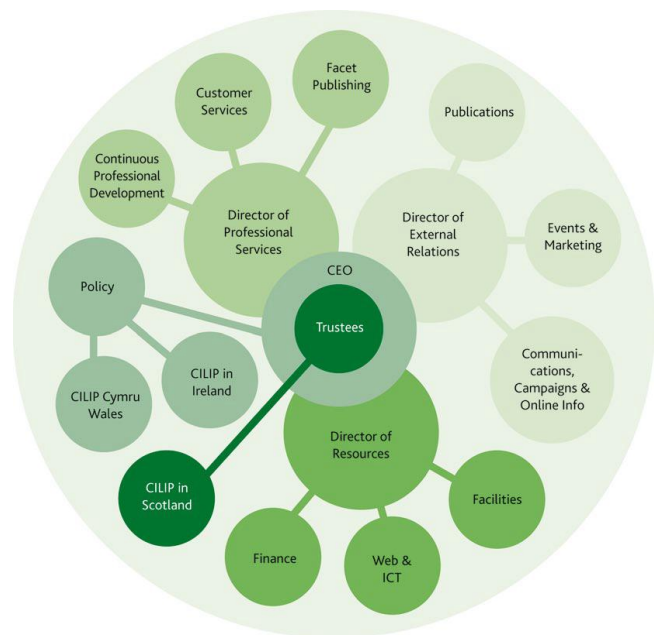 Facet
Publishing
Customer
Services
Publications
Continuous
Professional
Development
Director of
Professional
Services
Director of
External
Relations
Events &
Marketing
CEO
Policy
Trustees
Communi-
cations,
Campaigns &
Online Info
CILIP in
Ireland
CILIP Cymru
Wales
Director of
Resources
CILIP in
Scotland
Facilities
Finance
Web &
ICT